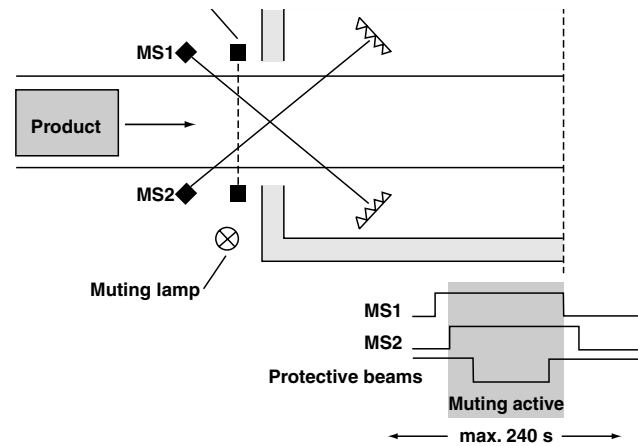 MS1
Product
MS2
Muting lamp
MS1
MS2
Protective beams
Muting active
max. 240 s